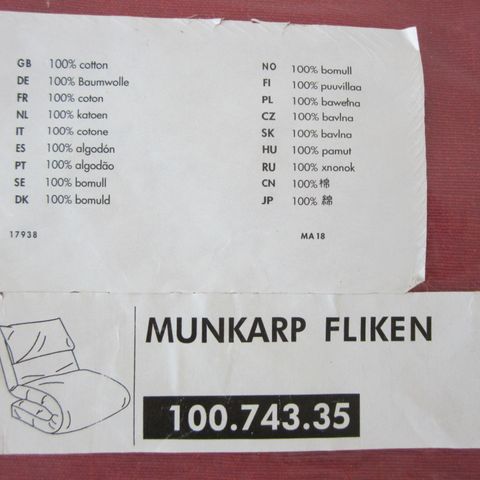 GB 100% cotton
DE 100% Baumwolle
FR 100% coton
NL 100% katoen
IT 100% cotone
ES 100% algodón
PT 100% algodão
SE 100% bomull
DK 100% bomuld
17938
NO 100% bomull
FI 100% puuvillaa
PL 100% bawełna
CZ 100% bavlna
SK 100% bavlna
HU 100% pamut
RU 100% xnonok
CN 100% 棉
JP 100% 綿
MA 18
MUNKARP FLIKEN
100.743.35